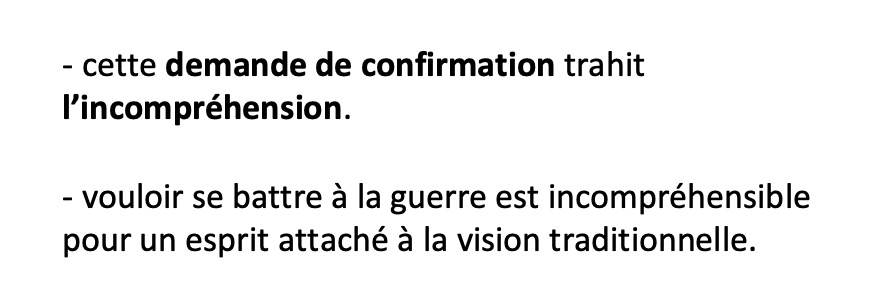 - cette demande de confirmation trahit
l’incompréhension.
- vouloir se battre à la guerre est incompréhensible
pour un esprit attaché à la vision traditionnelle.